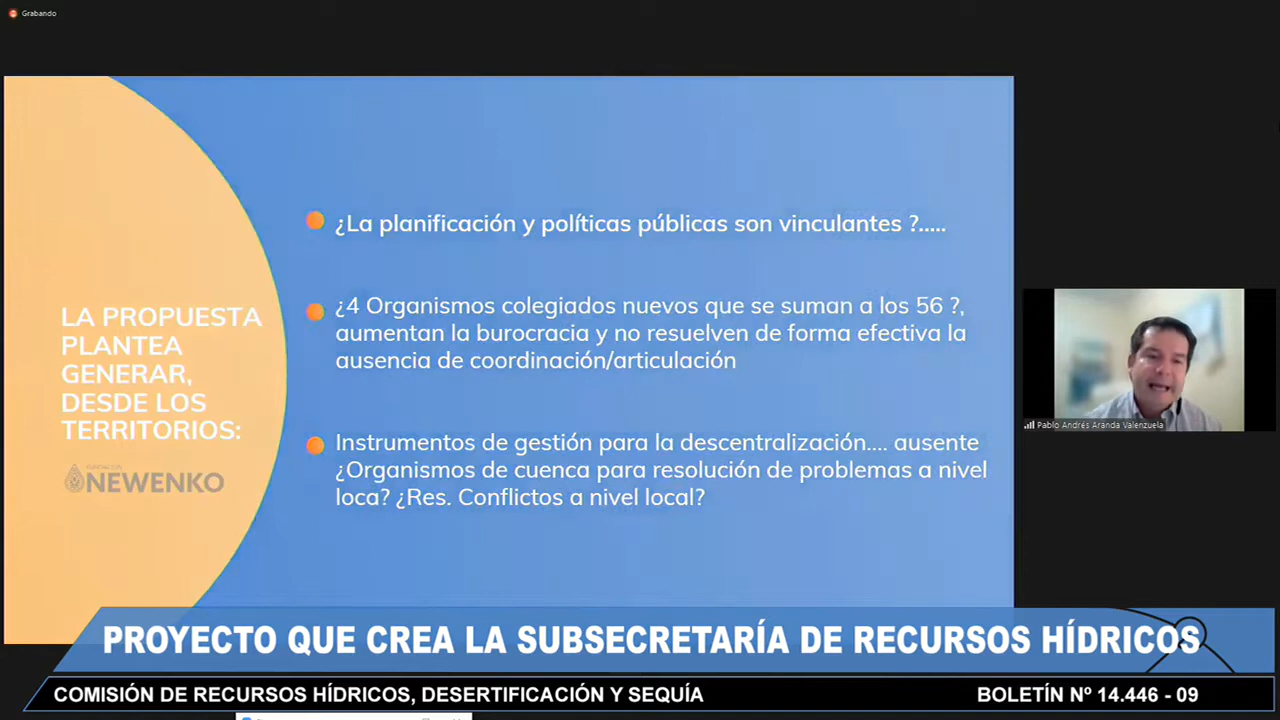 Grabando
LA PROPUESTA
PLANTEA
GENERAR,
DESDE LOS
TERRITORIOS:
FUNDACIÓN
NEWENKO
¿La planificación y políticas públicas son vinculantes ?.....
¿4 Organismos colegiados nuevos que se suman a los 56 ?,
aumentan la burocracia y no resuelven de forma efectiva la
ausencia de coordinación/articulación
Instrumentos de gestión para la descentralización.... ausente
¿Organismos de cuenca para resolución de problemas a nivel
loca? ¿Res. Conflictos a nivel local?
Pablo Andrés Aranda Valenzuela
PROYECTO QUE CREA LA SUBSECRETARÍA DE RECURSOS HÍDRICOS
COMISIÓN DE RECURSOS HÍDRICOS, DESERTIFICACIÓN Y SEQUÍA
BOLETÍN Nº 14.446 - 09